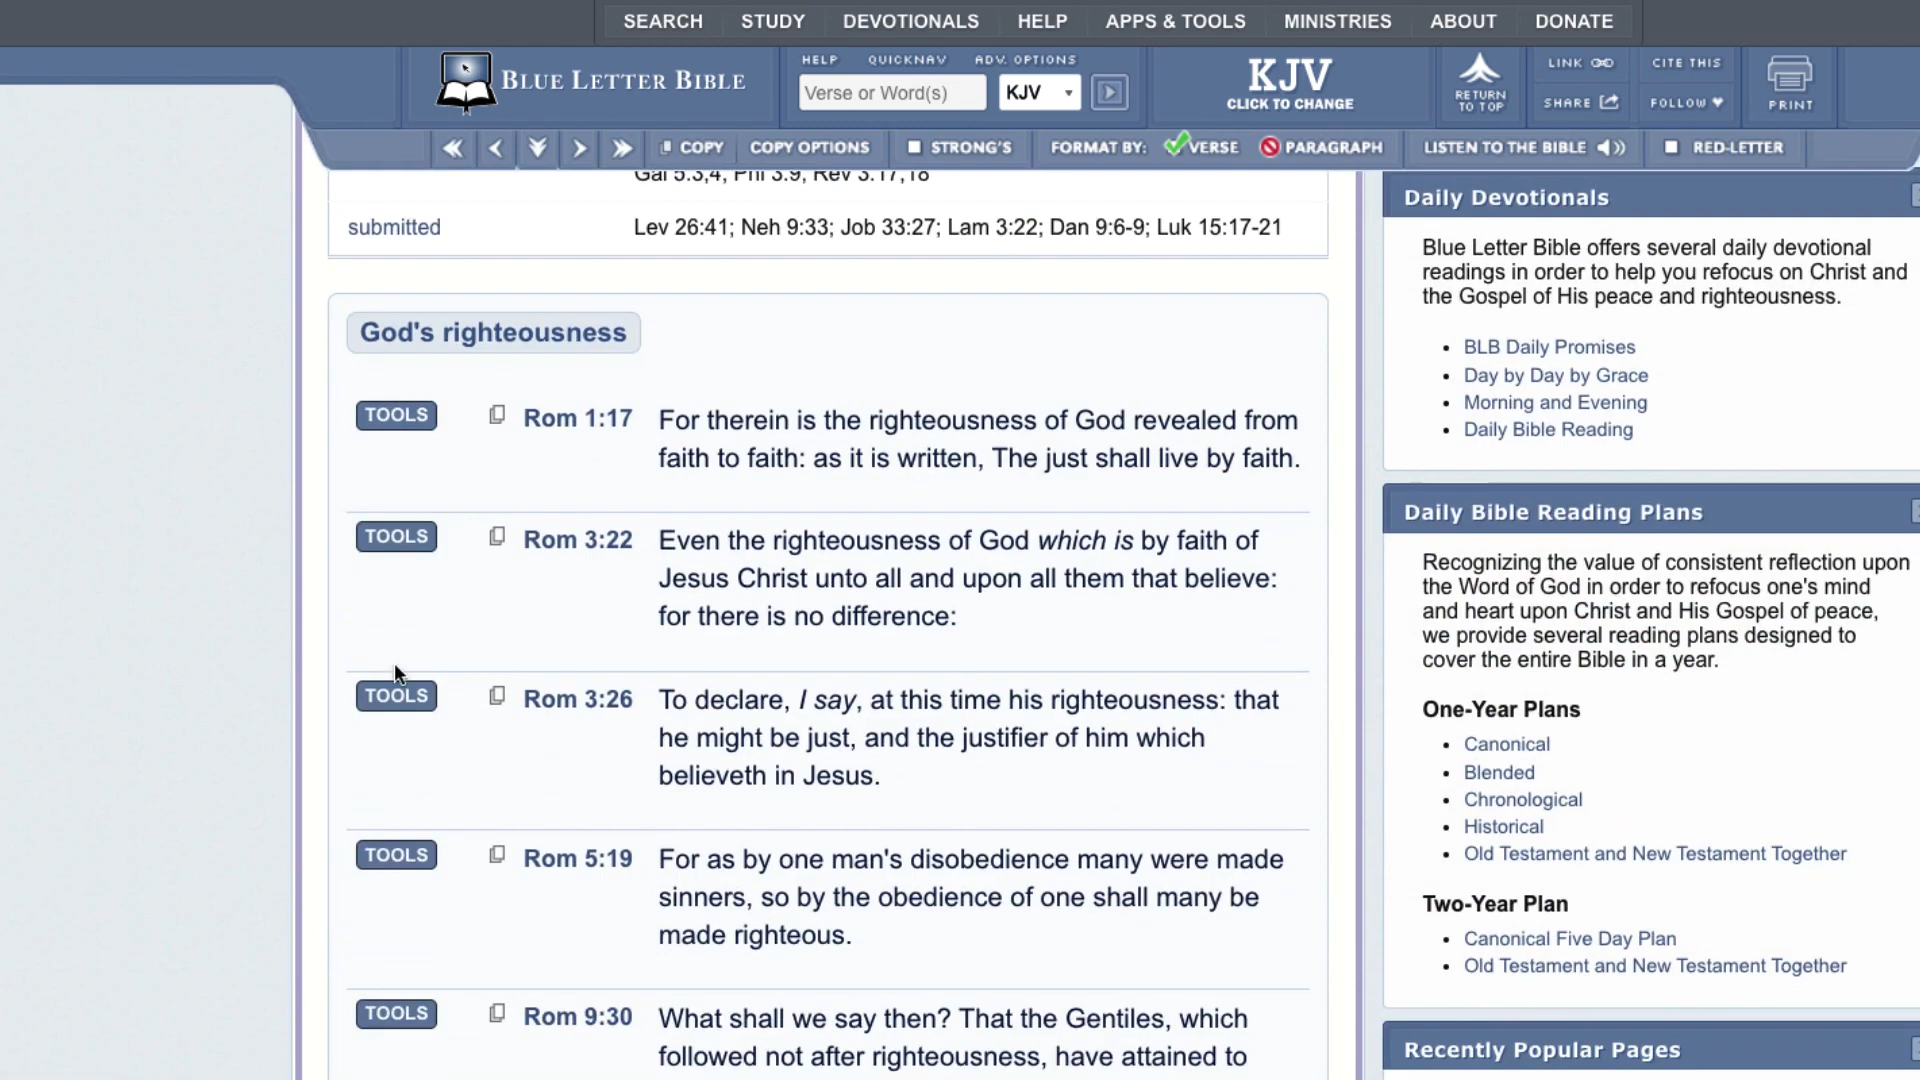 SEARCH STUDY DEVOTIONALS HELP APPS & TOOLS MINISTRIES ABOUT DONATE
BLUE LETTER BIBLE
HELP QUICKNAV ADV. OPTIONS
Verse or Word(s) KJV
KJV
CLICK TO CHANGE
RETURN
TO TOP
LINK
SHARE
CITE THIS
FOLLOW
PRINT
COPY COPY OPTIONS STRONG'S FORMAT BY: VERSE PARAGRAPH LISTEN TO THE BIBLE RED-LETTER
Gal 5:3,4; Phl 3:9; Rev 3:17,18
submitted Lev 26:41; Neh 9:33; Job 33:27; Lam 3:22; Dan 9:6-9; Luk 15:17-21
God's righteousness
TOOLS Rom 1:17 For therein is the righteousness of God revealed from
faith to faith: as it is written, The just shall live by faith.
TOOLS Rom 3:22 Even the righteousness of God which is by faith of
Jesus Christ unto all and upon all them that believe:
for there is no difference:
TOOLS Rom 3:26 To declare, I say, at this time his righteousness: that
he might be just, and the justifier of him which
believeth in Jesus.
TOOLS Rom 5:19 For as by one man's disobedience many were made
sinners, so by the obedience of one shall many be
made righteous.
TOOLS Rom 9:30 What shall we say then? That the Gentiles, which
followed not after righteousness, have attained to
Daily Devotionals
Blue Letter Bible offers several daily devotional
readings in order to help you refocus on Christ and
the Gospel of His peace and righteousness.
• BLB Daily Promises
• Day by Day by Grace
• Morning and Evening
• Daily Bible Reading
Daily Bible Reading Plans
Recognizing the value of consistent reflection upon
the Word of God in order to refocus one's mind
and heart upon Christ and His Gospel of peace,
we provide several reading plans designed to
cover the entire Bible in a year.
One-Year Plans
• Canonical
• Blended
• Chronological
• Historical
• Old Testament and New Testament Together
Two-Year Plan
• Canonical Five Day Plan
• Old Testament and New Testament Together
Recently Popular Pages